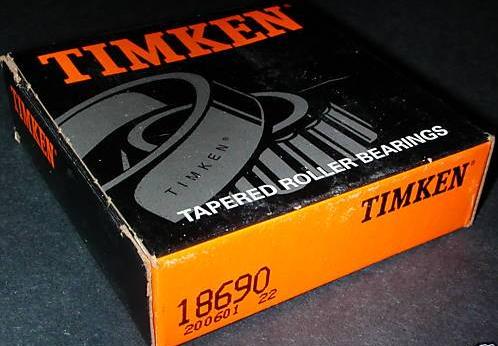 TIMKEN
TIMKEN®
TAPERED ROLLER BEARINGS
TIMKEN
TIMKEN
18690
200601 22